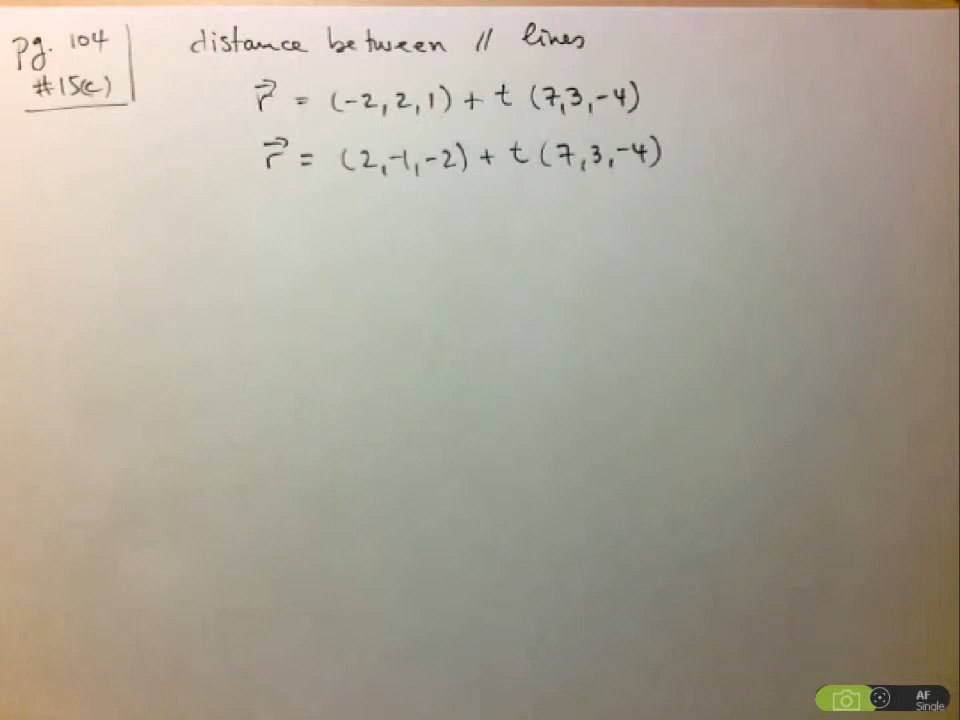 pg. 104
#15(c)
distance between // lines
r⃗ = (-2, 2, 1) + t (7, 3, -4)
r⃗ = (2, -1, -2) + t (7, 3, -4)
AF
Single